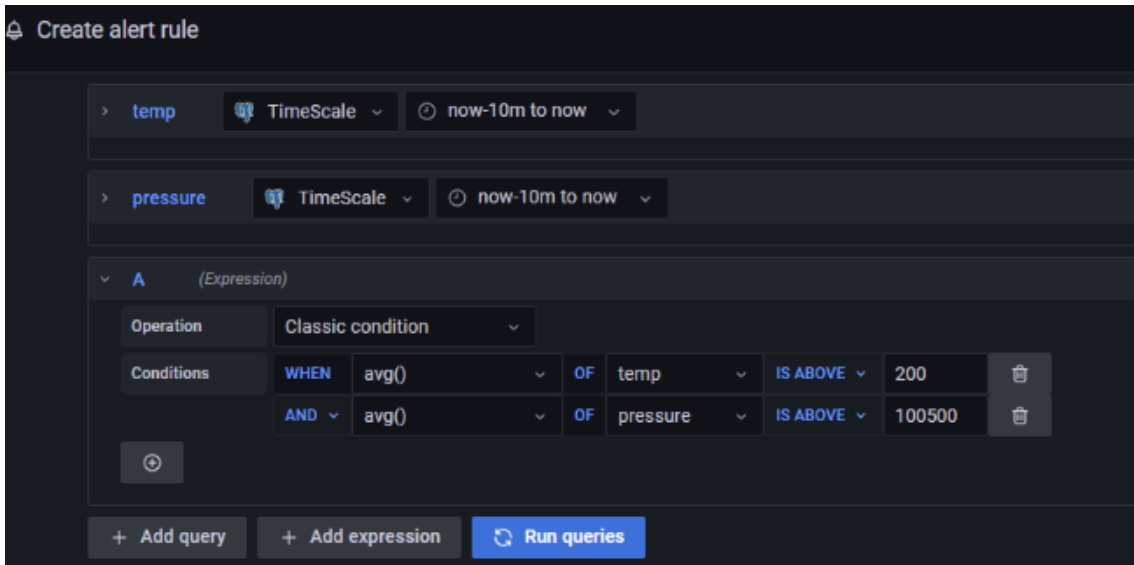 Create alert rule
temp TimeScale now-10m to now
pressure TimeScale now-10m to now
A (Expression)
Operation Classic condition
Conditions WHEN avg() OF temp IS ABOVE 200
AND avg() OF pressure IS ABOVE 100500
+ Add query + Add expression Run queries